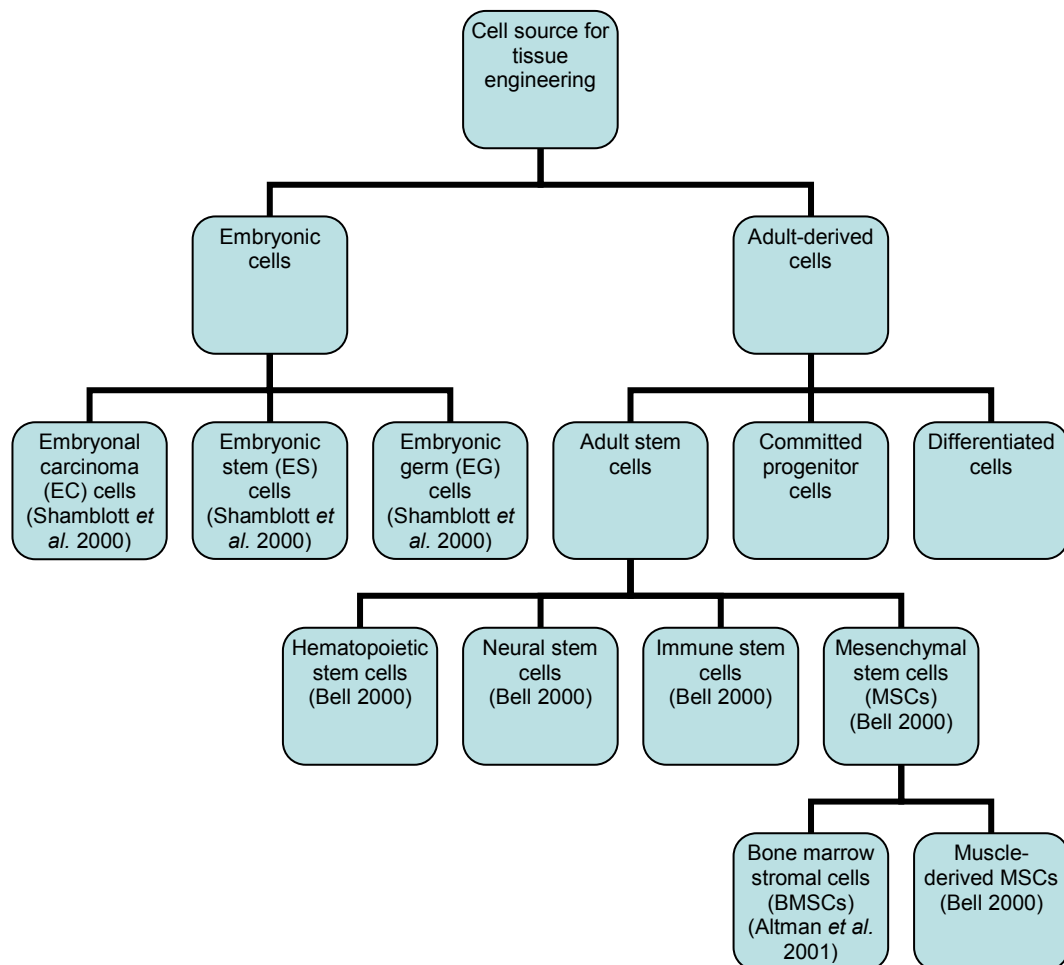 Cell source for
tissue
engineering
Embryonic
cells
Adult-derived
cells
Embryonal
carcinoma
(EC) cells
(Shamblott et
al. 2000)
Embryonic
stem (ES)
cells
(Shamblott et
al. 2000)
Embryonic
germ (EG)
cells
(Shamblott et
al. 2000)
Adult stem
cells
Committed
progenitor
cells
Differentiated
cells
Hematopoietic
stem cells
(Bell 2000)
Neural stem
cells
(Bell 2000)
Immune stem
cells
(Bell 2000)
Mesenchymal
stem cells
(MSCs)
(Bell 2000)
Bone marrow
stromal cells
(BMSCs)
(Altman et al.
2001)
Muscle-
derived MSCs
(Bell 2000)